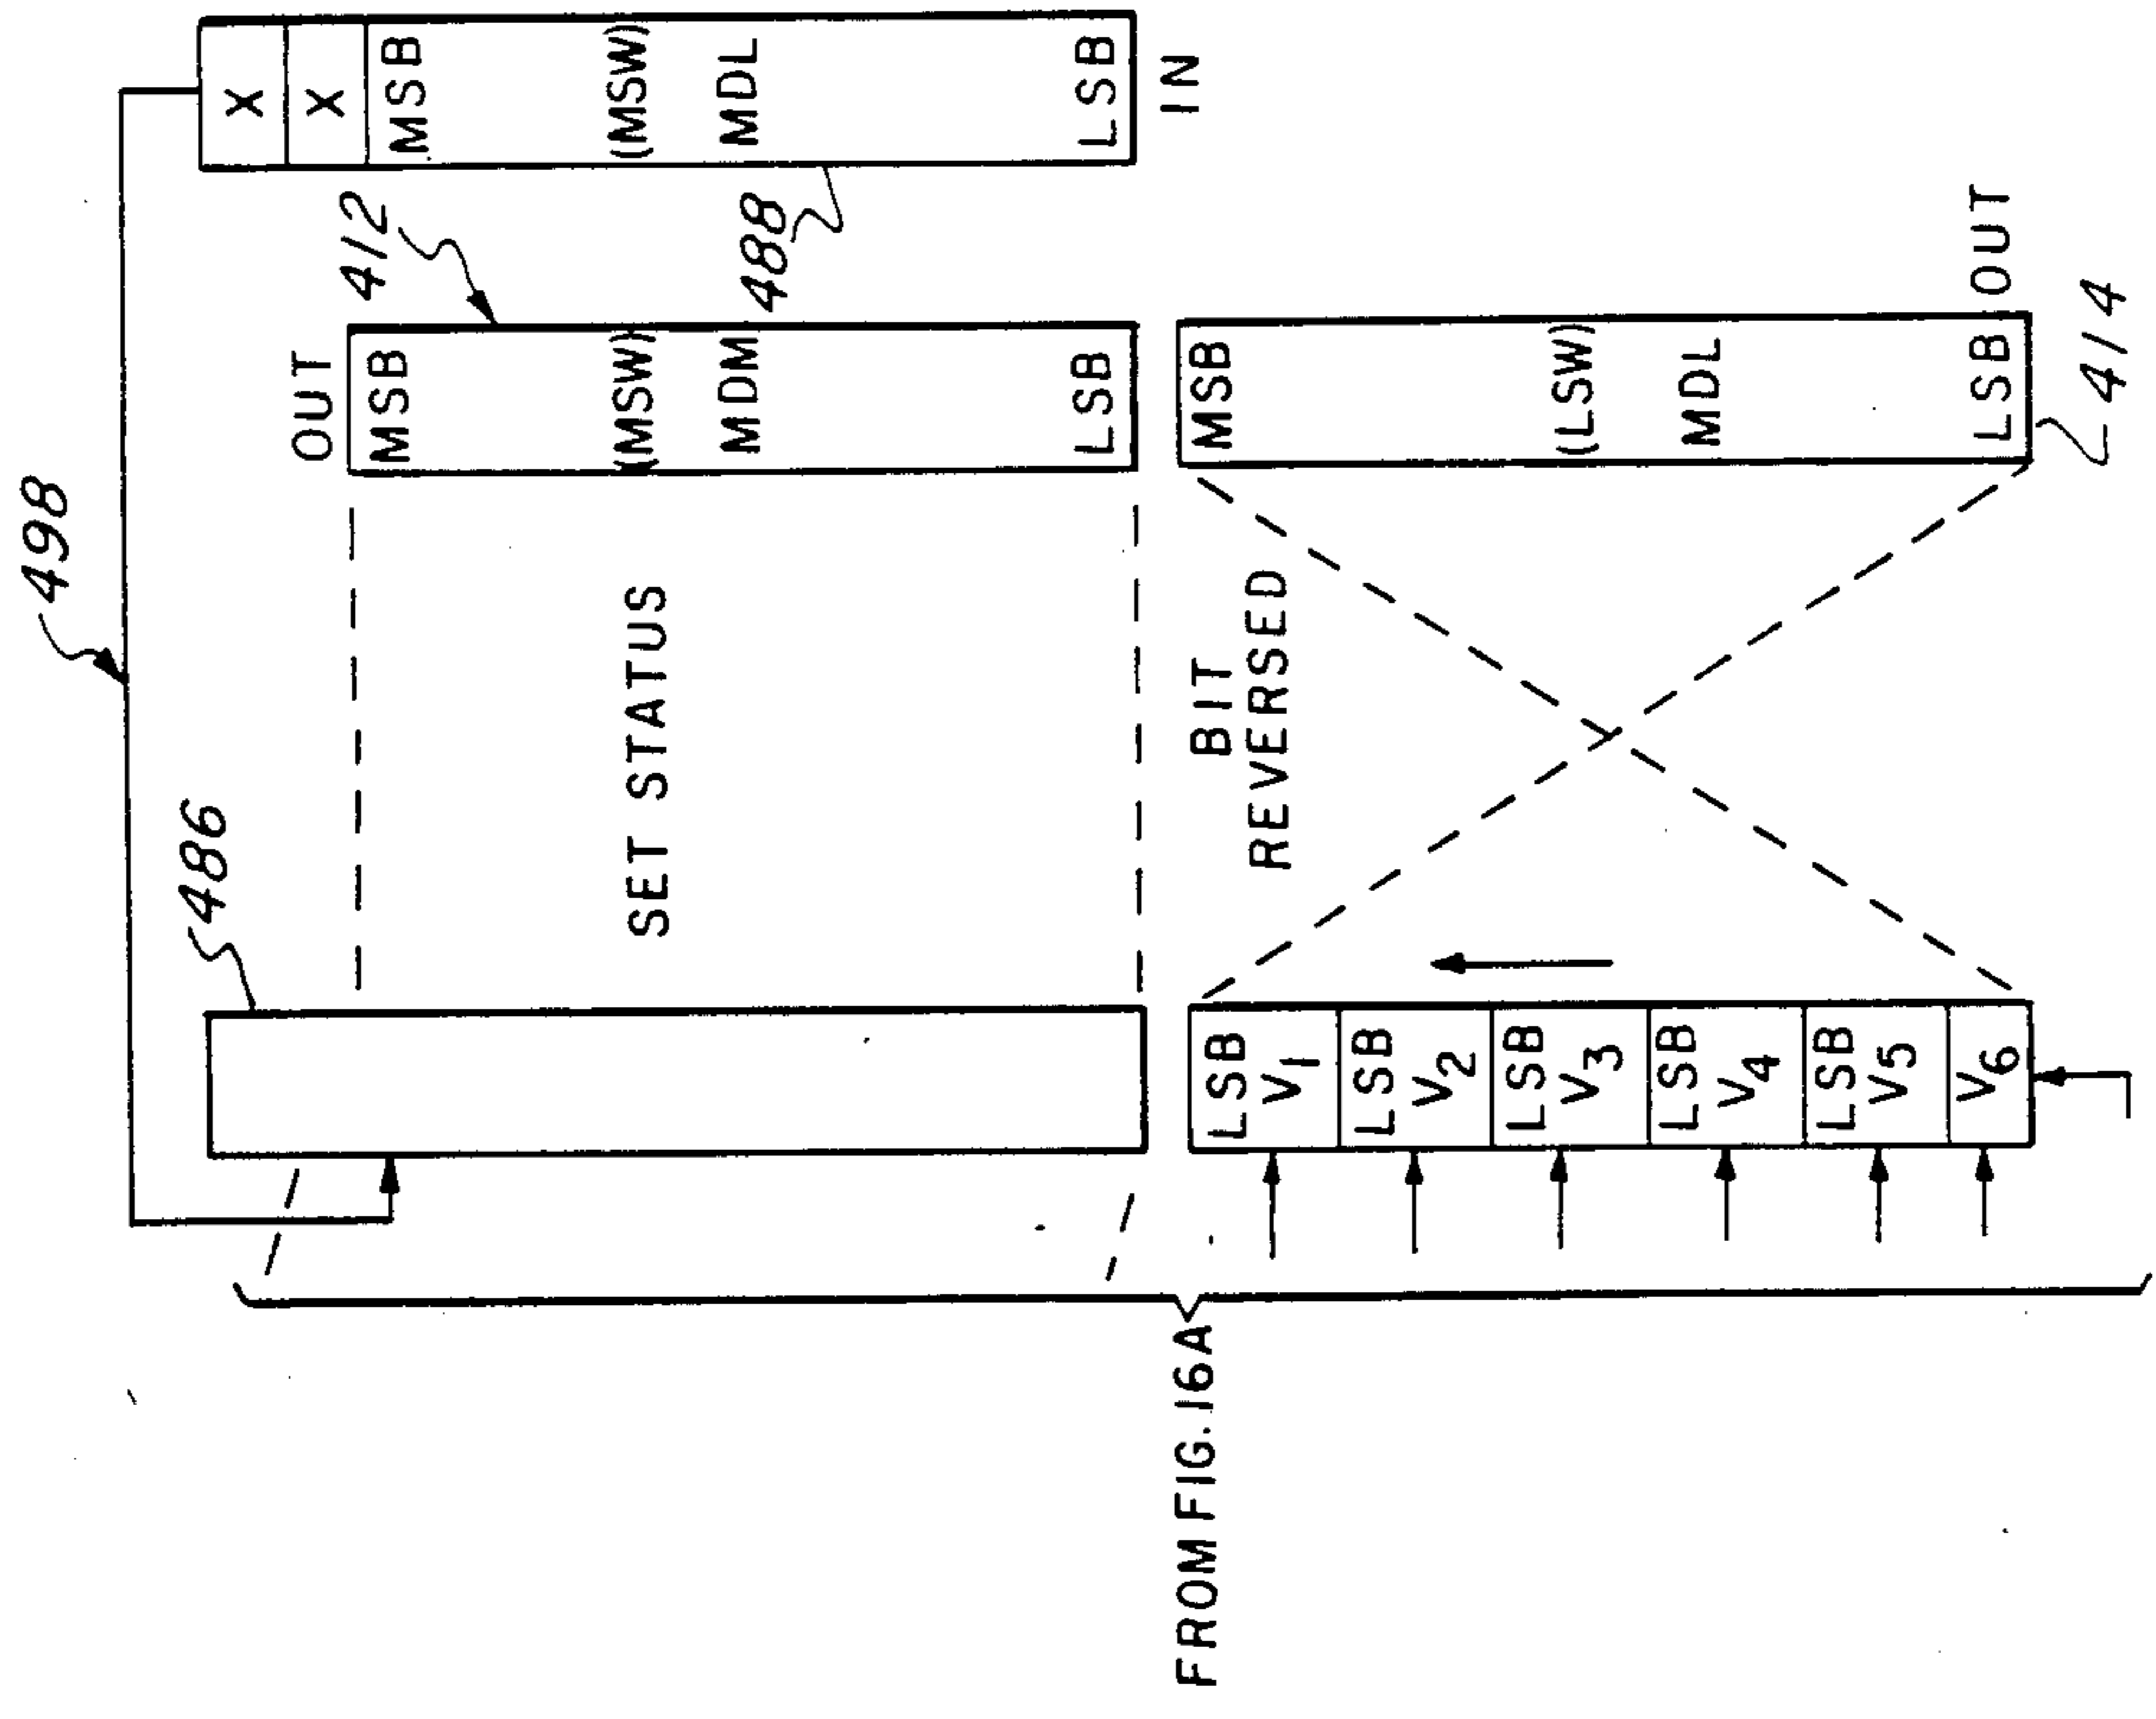 498
486
OUT
412
X
X
MSB
(MSW)
MDL
LSB
IN
488
MSB
(MSW)
MDM
LSB
SET STATUS
BIT
REVERSED
LSB
V1
LSB
V2
LSB
V3
LSB
V4
LSB
V5
V6
MSB
(LSW)
MDL
LSB
OUT
414
FROM FIG.16A